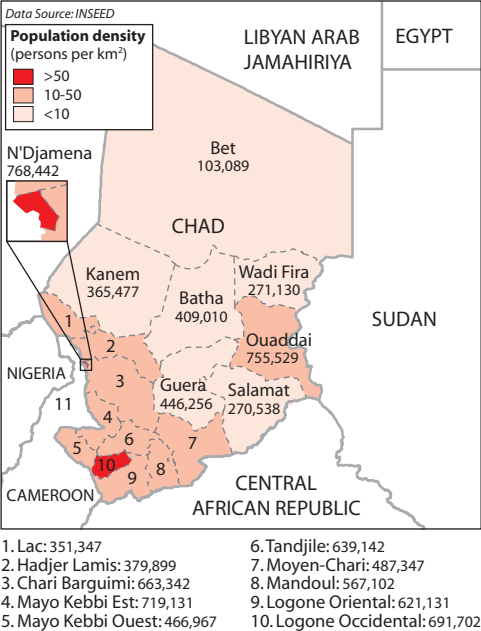 Data Source: INSEED
Population density
(persons per km²)
>50
10-50
<10
LIBYAN ARAB
JAMAHIRIYA
EGYPT
N'Djamena
768,442
Bet
103,089
CHAD
Kanem
365,477
Wadi Fira
271,130
Batha
409,010
Ouaddai
755,529
SUDAN
1
2
NIGERIA
3
Guera
446,256
Salamat
270,538
11
4
5
6
7
10
9
8
CAMEROON
CENTRAL
AFRICAN REPUBLIC
1. Lac: 351,347
2. Hadjer Lamis: 379,899
3. Chari Barguimi: 663,342
4. Mayo Kebbi Est: 719,131
5. Mayo Kebbi Ouest: 466,967
6. Tandjile: 639,142
7. Moyen-Chari: 487,347
8. Mandoul: 567,102
9. Logone Oriental: 621,131
10. Logone Occidental: 691,702